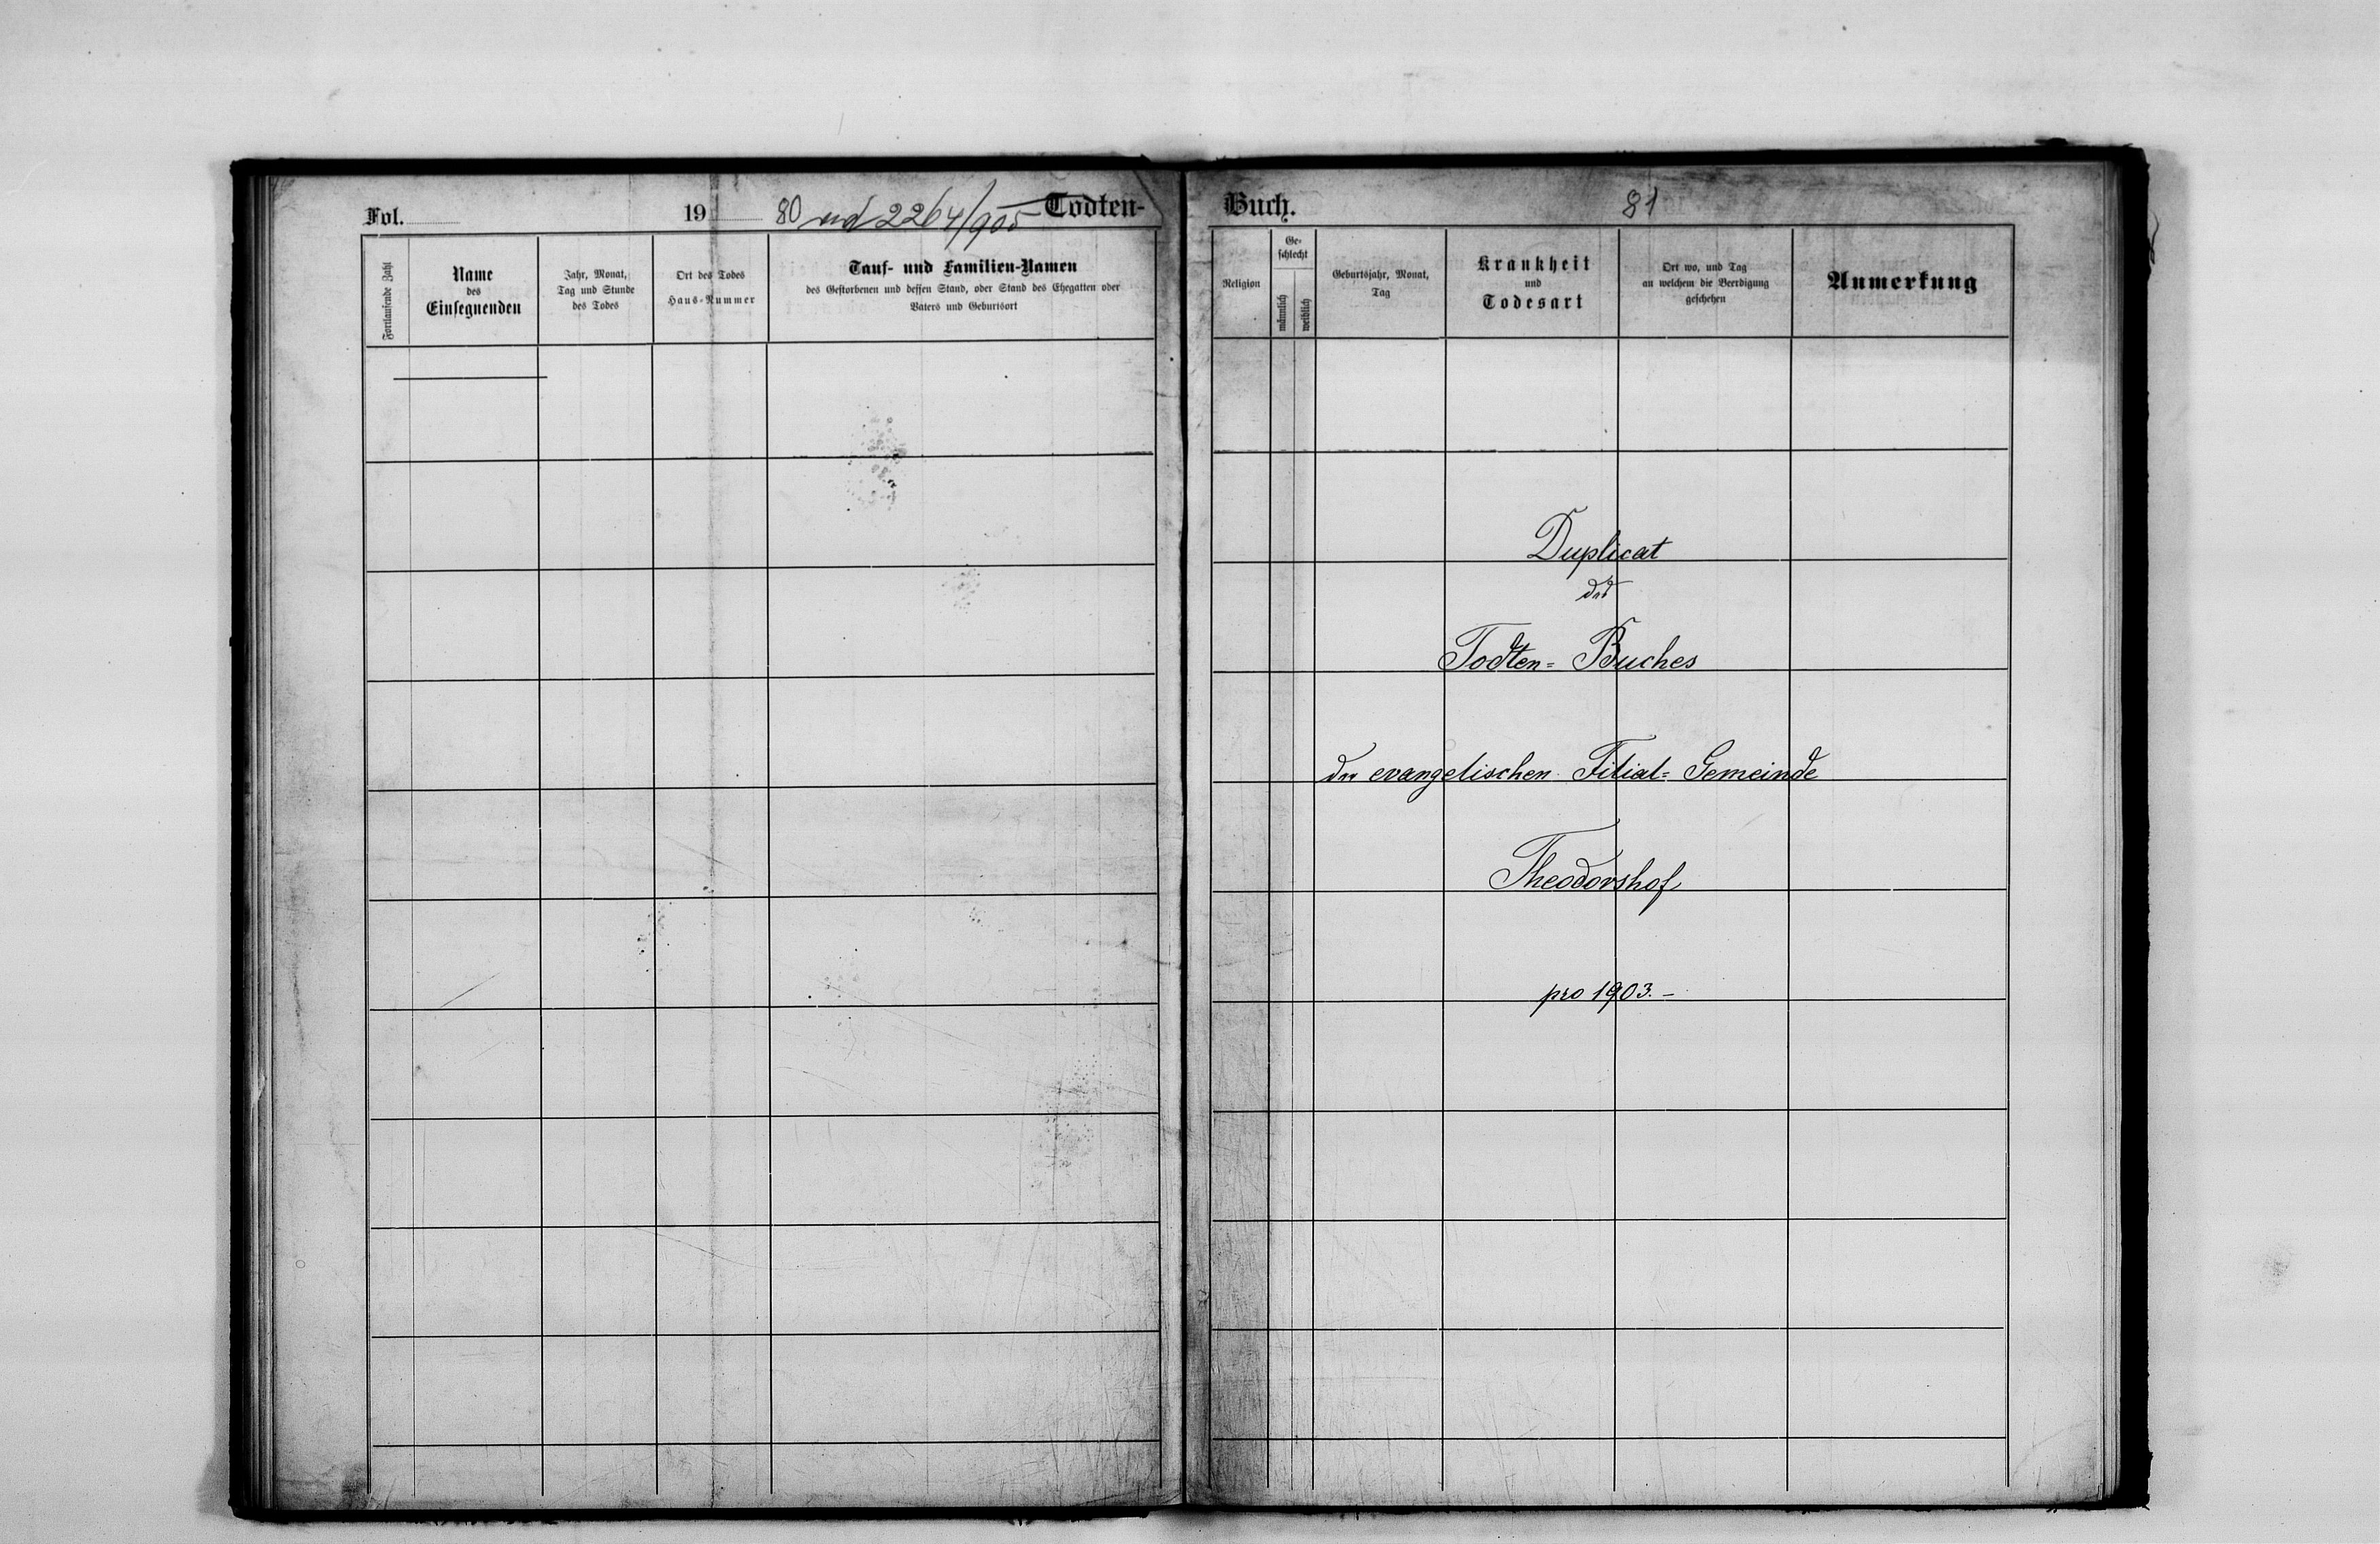 Fol. 19 80 ad 2264/905 Todten-
Fortlaufende Zahl
Name
des
Einsegnenden
Jahr, Monat,
Tag und Stunde
des Todes
Ort des Todes
Haus-Nummer
Tauf- und Familien-Namen
des Gestorbenen und dessen Stand, oder Stand des Ehegatten oder
Vaters und Geburtsort
Buch. 81
Religion
Ge-
schlecht
männlich
weiblich
Geburtsjahr, Monat,
Tag
Krankheit
und
Todesart
Ort wo, und Tag
an welchem die Beerdigung
geschehen
Anmerkung
Duplicat
des
Todten= Buches
der evangelischen Filial= Gemeinde
Theodorshof
pro 1903.–